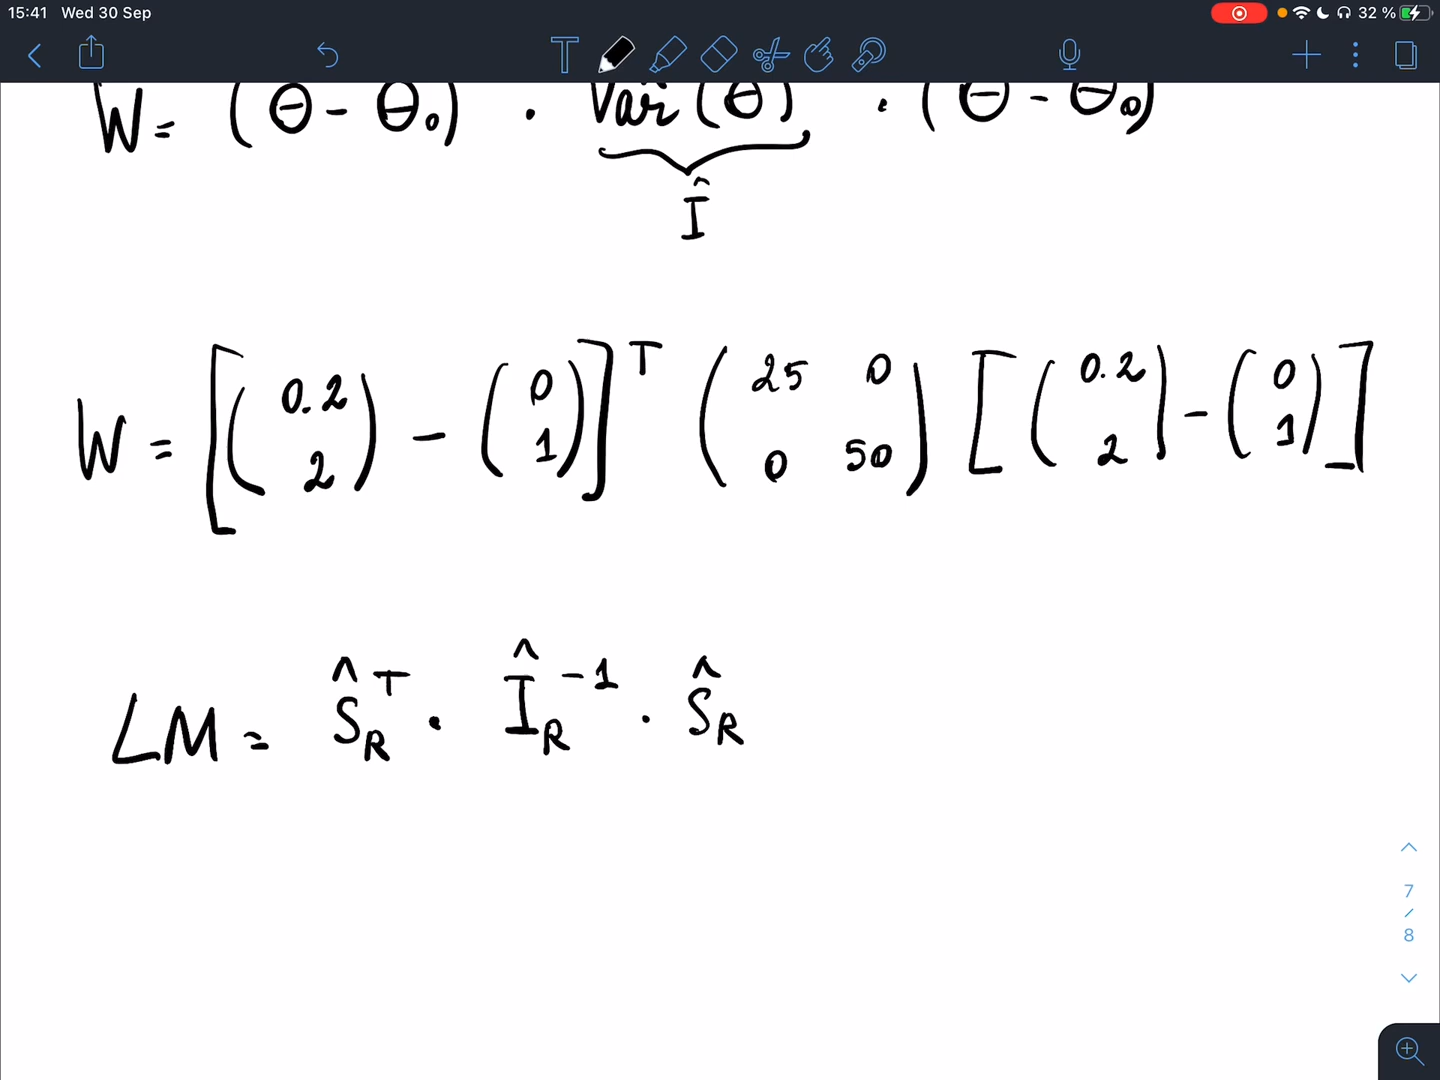 15:41 Wed 30 Sep 32 %
W = (θ - θ₀) · Var(θ) · (θ - θ₀)
Î
W = [(0.2 2) - (0 1)]ᵀ (25 0 0 50) [(0.2 2) - (0 1)]
LM = Ŝ_Rᵀ · Î_R⁻¹ · Ŝ_R
7
/
8